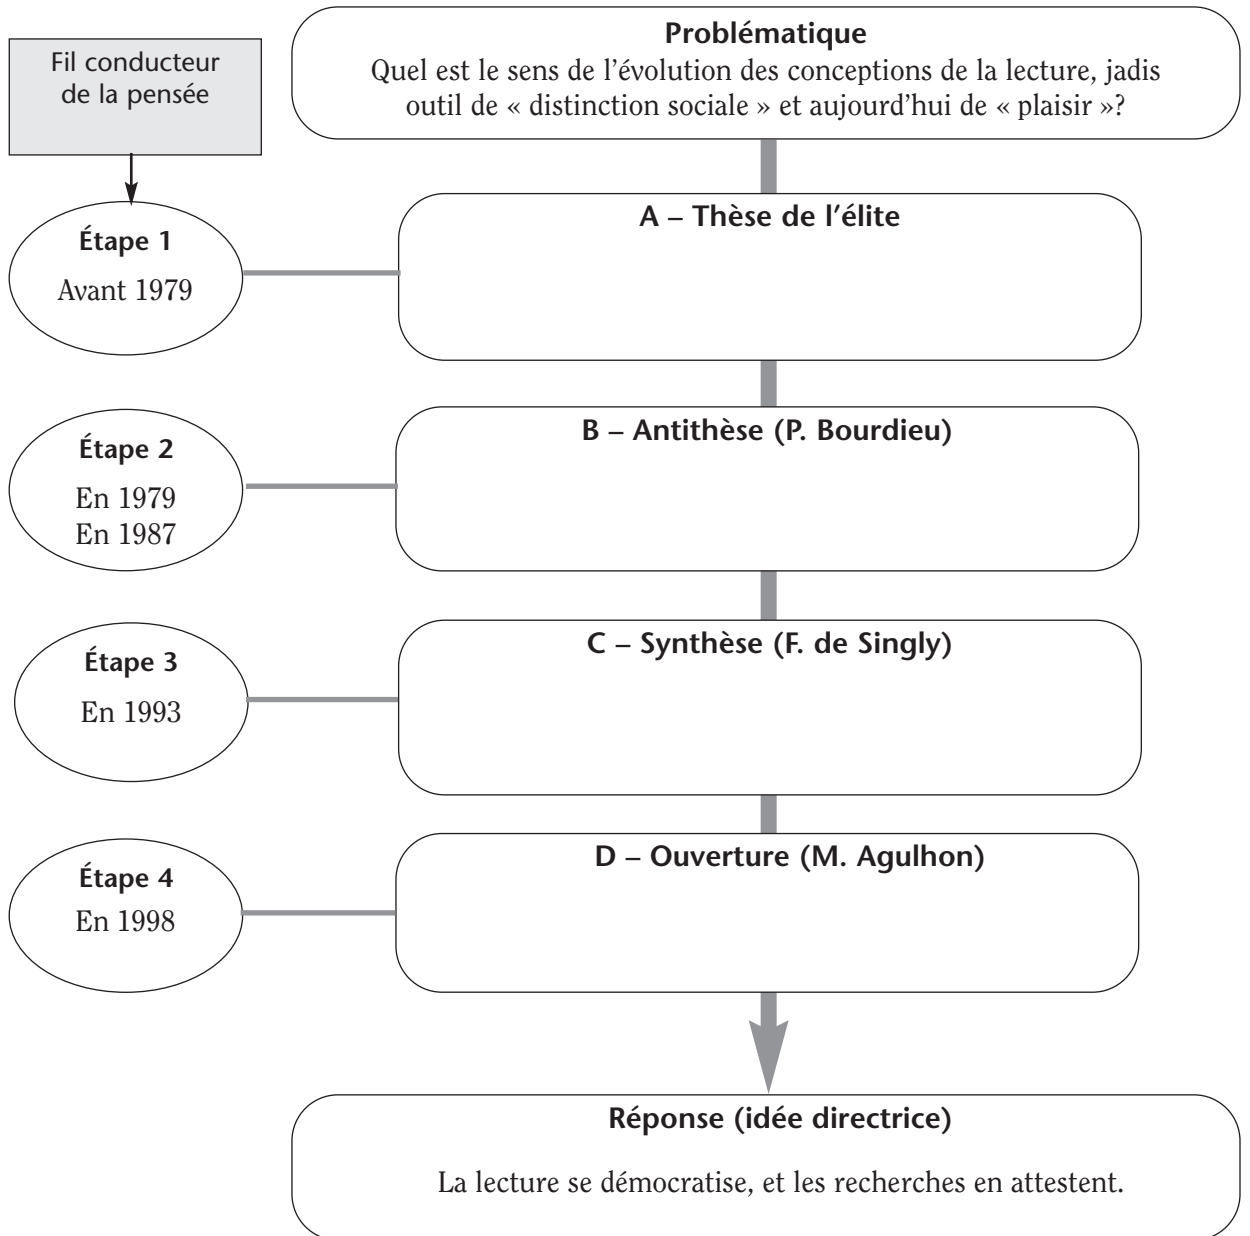 Fil conducteur
de la pensée
Problématique
Quel est le sens de l’évolution des conceptions de la lecture, jadis
outil de « distinction sociale » et aujourd’hui de « plaisir »?
Étape 1
Avant 1979
A – Thèse de l’élite
Étape 2
En 1979
En 1987
B – Antithèse (P. Bourdieu)
Étape 3
En 1993
C – Synthèse (F. de Singly)
Étape 4
En 1998
D – Ouverture (M. Agulhon)
Réponse (idée directrice)
La lecture se démocratise, et les recherches en attestent.